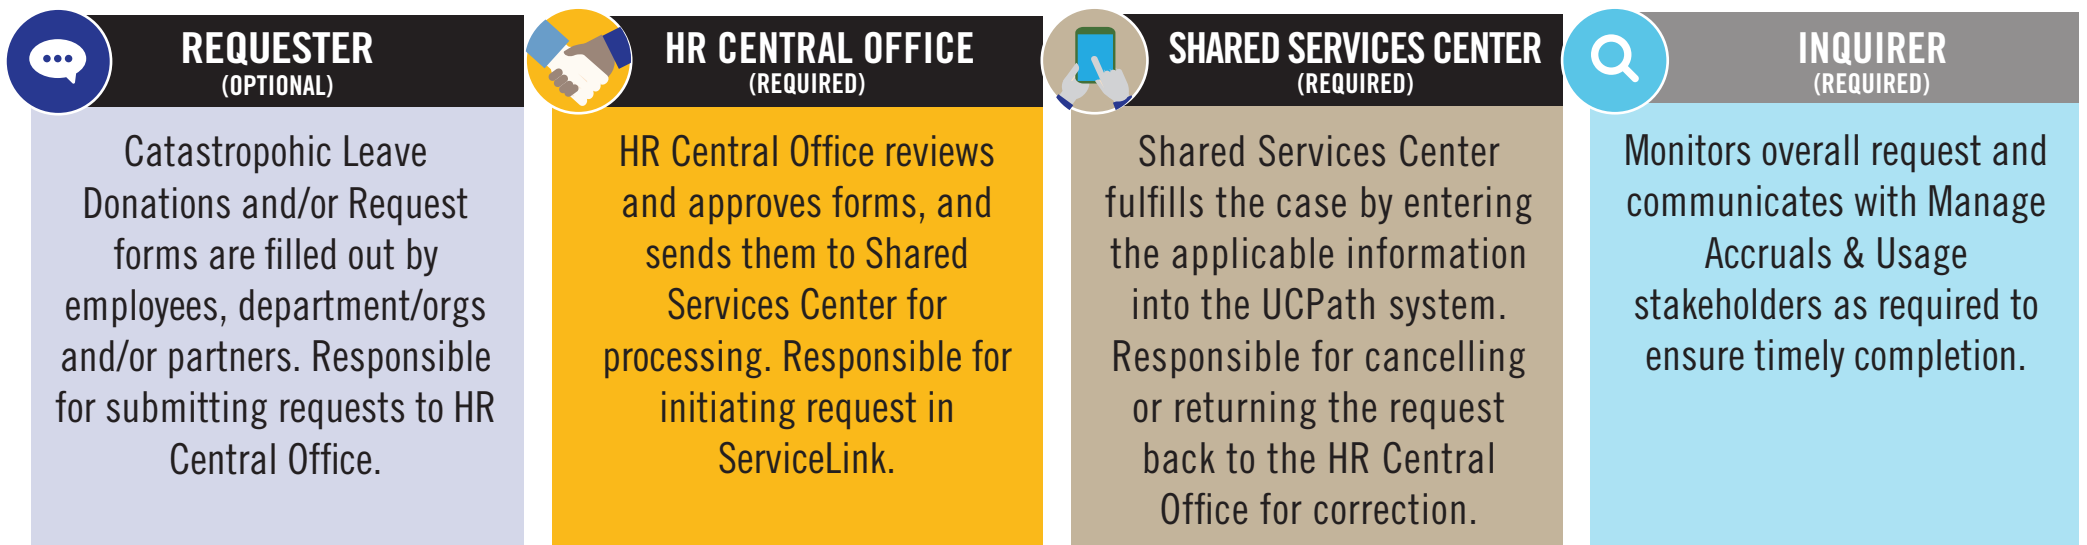 REQUESTER
(OPTIONAL)
Catastropohic Leave
Donations and/or Request
forms are filled out by
employees, department/orgs
and/or partners. Responsible
for submitting requests to HR
Central Office.
HR CENTRAL OFFICE
(REQUIRED)
HR Central Office reviews
and approves forms, and
sends them to Shared
Services Center for
processing. Responsible for
initiating request in
ServiceLink.
SHARED SERVICES CENTER
(REQUIRED)
Shared Services Center
fulfills the case by entering
the applicable information
into the UCPath system.
Responsible for cancelling
or returning the request
back to the HR Central
Office for correction.
INQUIRER
(REQUIRED)
Monitors overall request and
communicates with Manage
Accruals & Usage
stakeholders as required to
ensure timely completion.